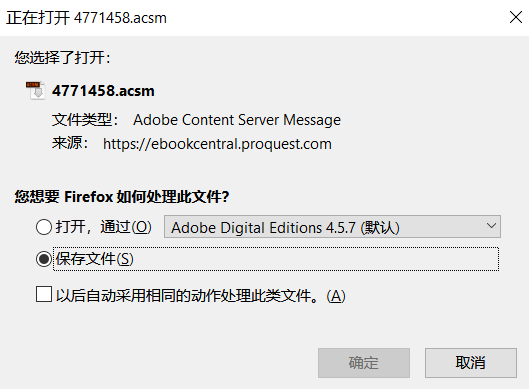 正在打开 4771458.acsm
您选择了打开：
4771458.acsm
文件类型： Adobe Content Server Message
来源： https://ebookcentral.proquest.com
您想要 Firefox 如何处理此文件？
打开，通过(O) Adobe Digital Editions 4.5.7 (默认)
保存文件(S)
以后自动采用相同的动作处理此类文件。(A)
确定 取消